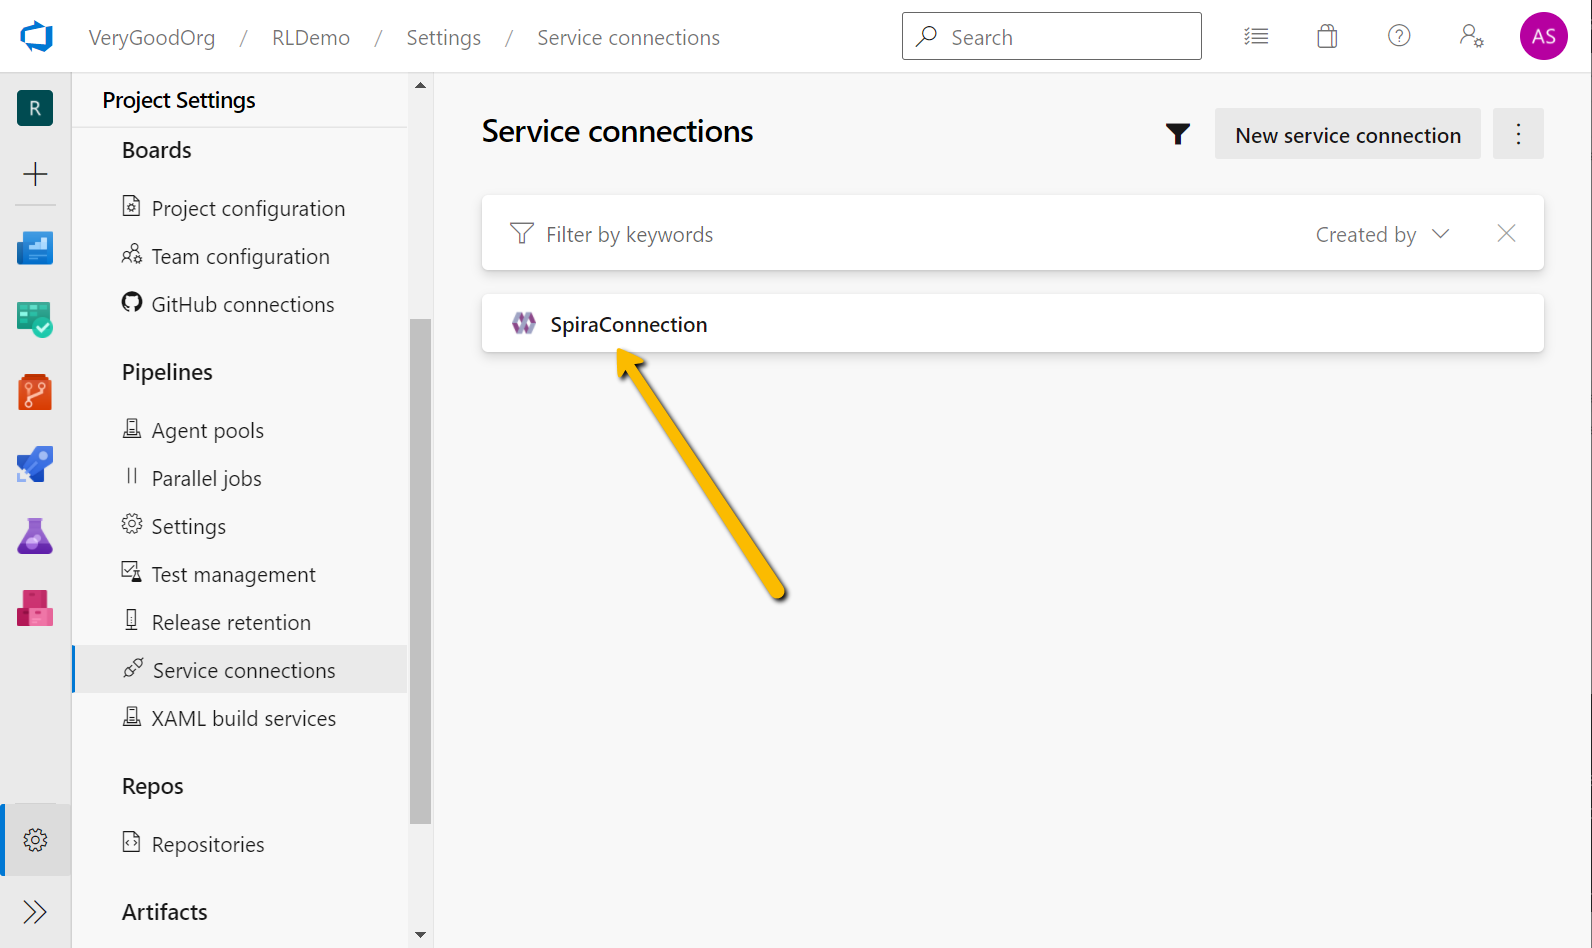 VeryGoodOrg / RLDemo / Settings / Service connections
Search
AS
R
Project Settings
Boards
Project configuration
Team configuration
GitHub connections
Pipelines
Agent pools
Parallel jobs
Settings
Test management
Release retention
Service connections
XAML build services
Repos
Repositories
Artifacts
Service connections
New service connection
Filter by keywords
Created by
SpiraConnection